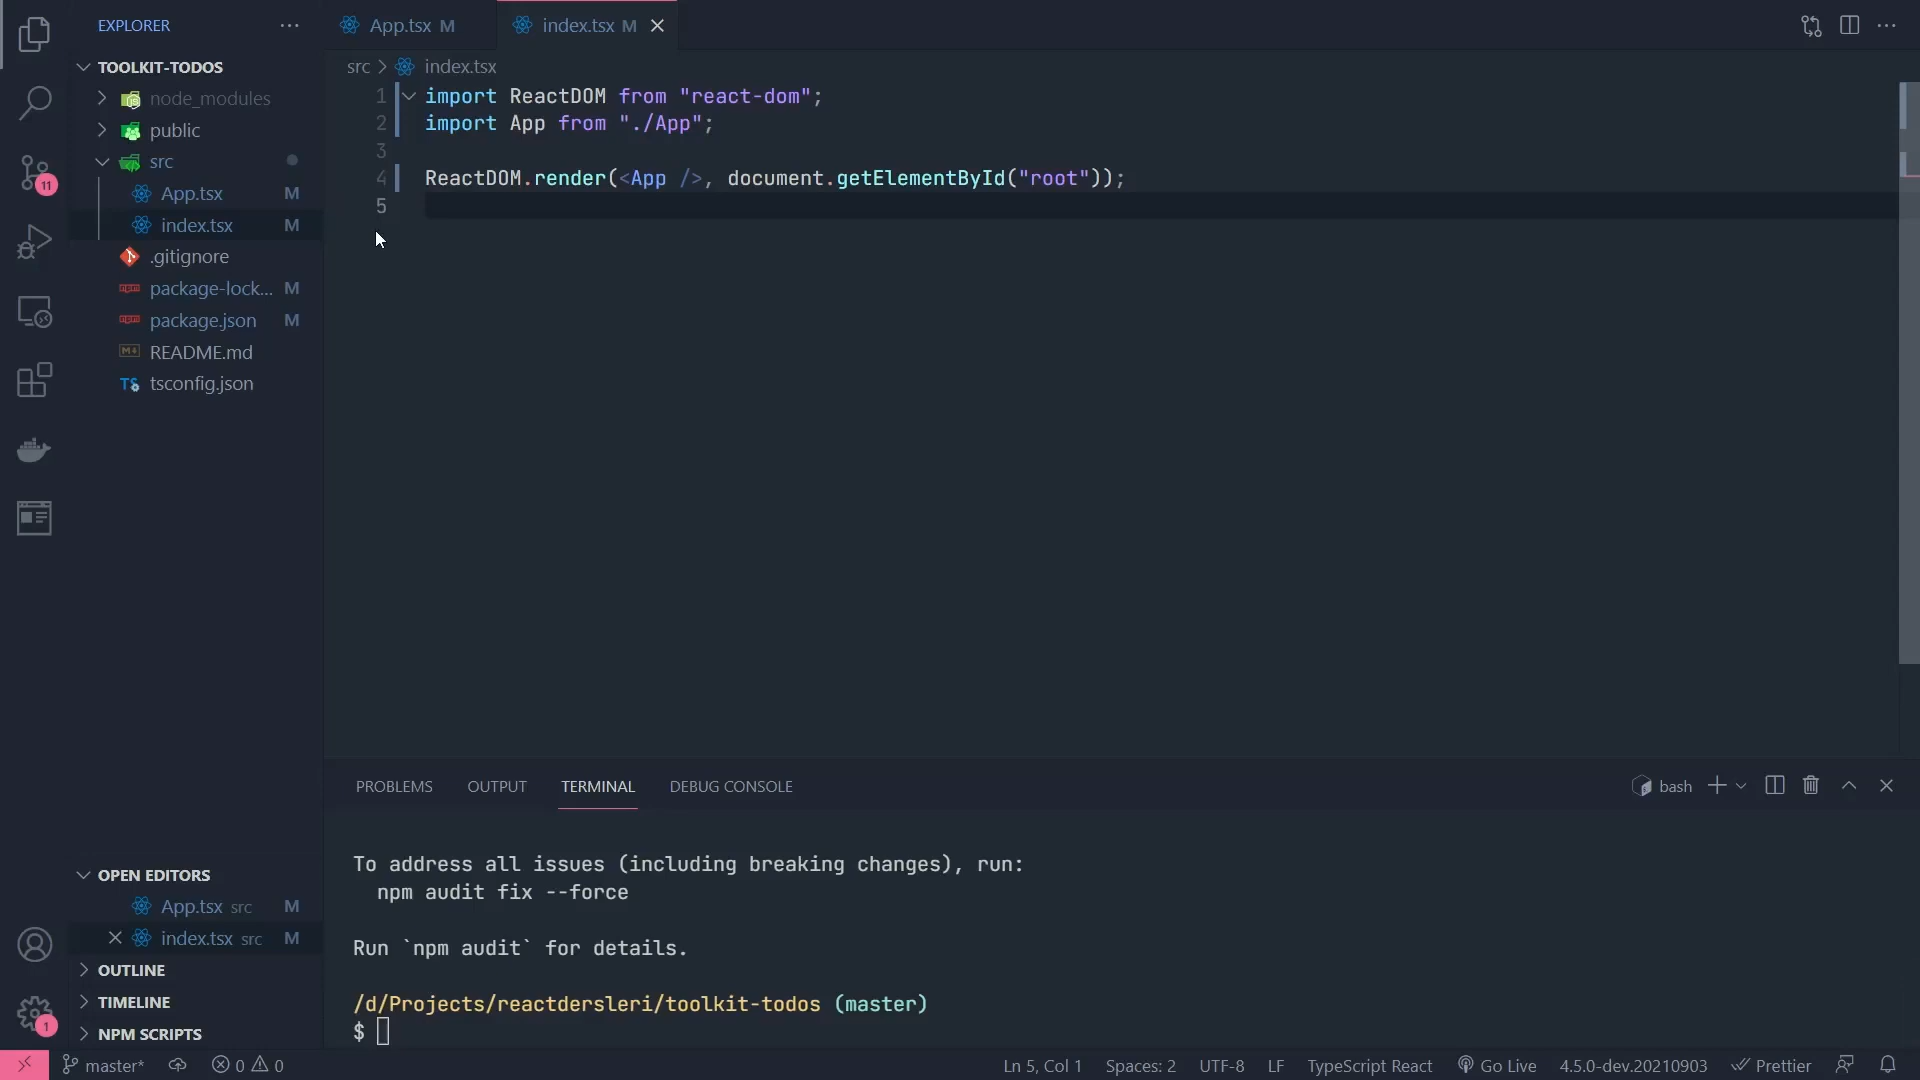 EXPLORER
TOOLKIT-TODOS
node_modules
public
src
App.tsx M
index.tsx M
.gitignore
package-lock... M
package.json M
README.md
tsconfig.json
OPEN EDITORS
App.tsx src M
index.tsx src M
OUTLINE
TIMELINE
NPM SCRIPTS
11
1
App.tsx M
index.tsx M
src > index.tsx
1 import ReactDOM from "react-dom";
2 import App from "./App";
3
4 ReactDOM.render(<App />, document.getElementById("root"));
5
PROBLEMS OUTPUT TERMINAL DEBUG CONSOLE
bash
To address all issues (including breaking changes), run:
npm audit fix --force
Run `npm audit` for details.
/d/Projects/reactdersleri/toolkit-todos (master)
$
master* 0 0 Ln 5, Col 1 Spaces: 2 UTF-8 LF TypeScript React Go Live 4.5.0-dev.20210903 Prettier